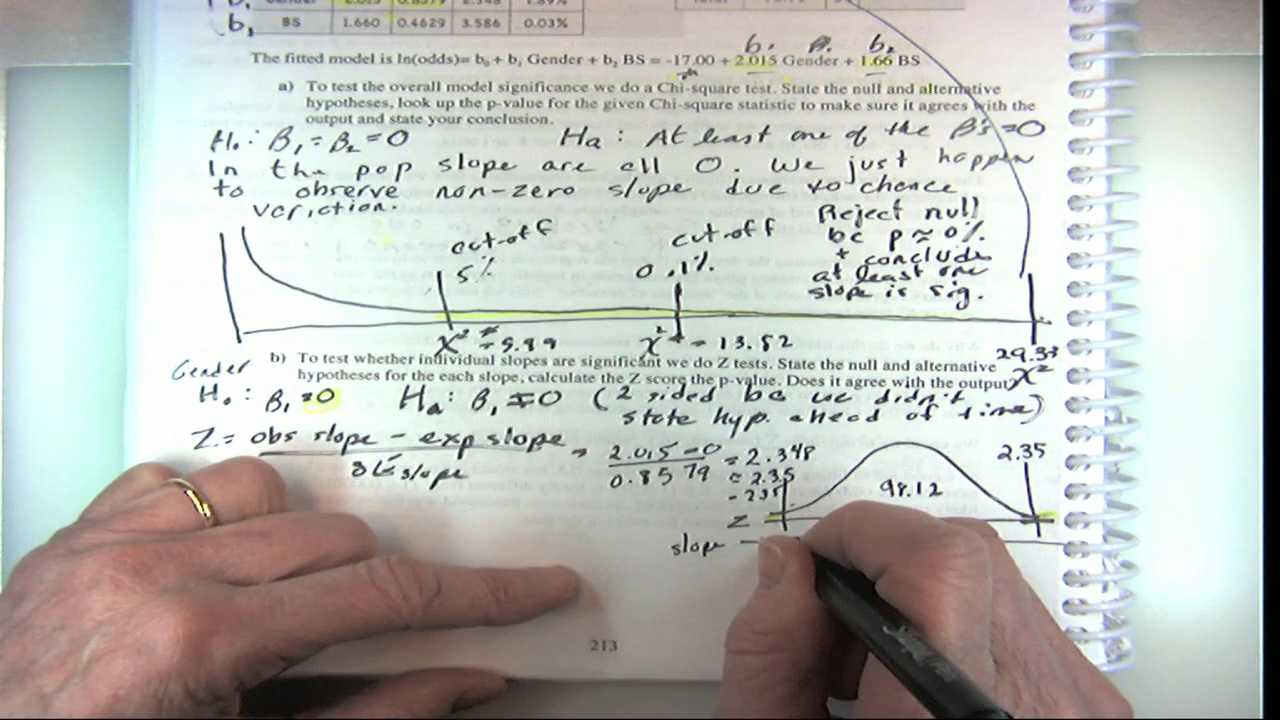 b, BS 1.660 0.4629 3.586 0.03%
b, b₂
The fitted model is ln(odds)= b₀ + b₁ Gender + b₂ BS = -17.00 + 2.015 Gender + 1.66 BS
a) To test the overall model significance we do a Chi-square test. State the null and alternative
hypotheses, look up the p-value for the given Chi-square statistic to make sure it agrees with the
output and state your conclusion.
H₀: B₁ = B₂ = 0 Ha: At least one of the B's ≠ 0
In the pop slope are all 0. We just happen
to observe non-zero slope due to chance
variction.
Reject null
bc p ≈ 0%
+ conclude
at least one
slope is sig.
cut-off
5%
cut-off
0.1%
χ² = 5.99 χ² = 13.82 29.33
χ²
b) To test whether individual slopes are significant we do Z tests. State the null and alternative
hypotheses for the each slope, calculate the Z score the p-value. Does it agree with the output
Gender
H₀: B₁ = 0 Ha: B₁ ≠ 0 (2 sided bc we didn't
state hyp. ahead of time)
Z = obs slope - exp slope = 2.015 - 0 = 2.348
SE slope 0.8579 ≈ 2.35
-2.35 98.12 2.35
Z
slope
213